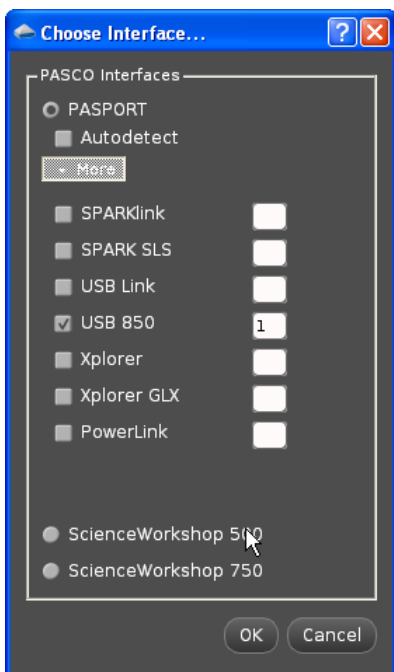 Choose Interface...
PASCO Interfaces
PASPORT
Autodetect
More
SPARKlink
SPARK SLS
USB Link
USB 850 1
Xplorer
Xplorer GLX
PowerLink
ScienceWorkshop 500
ScienceWorkshop 750
OK Cancel